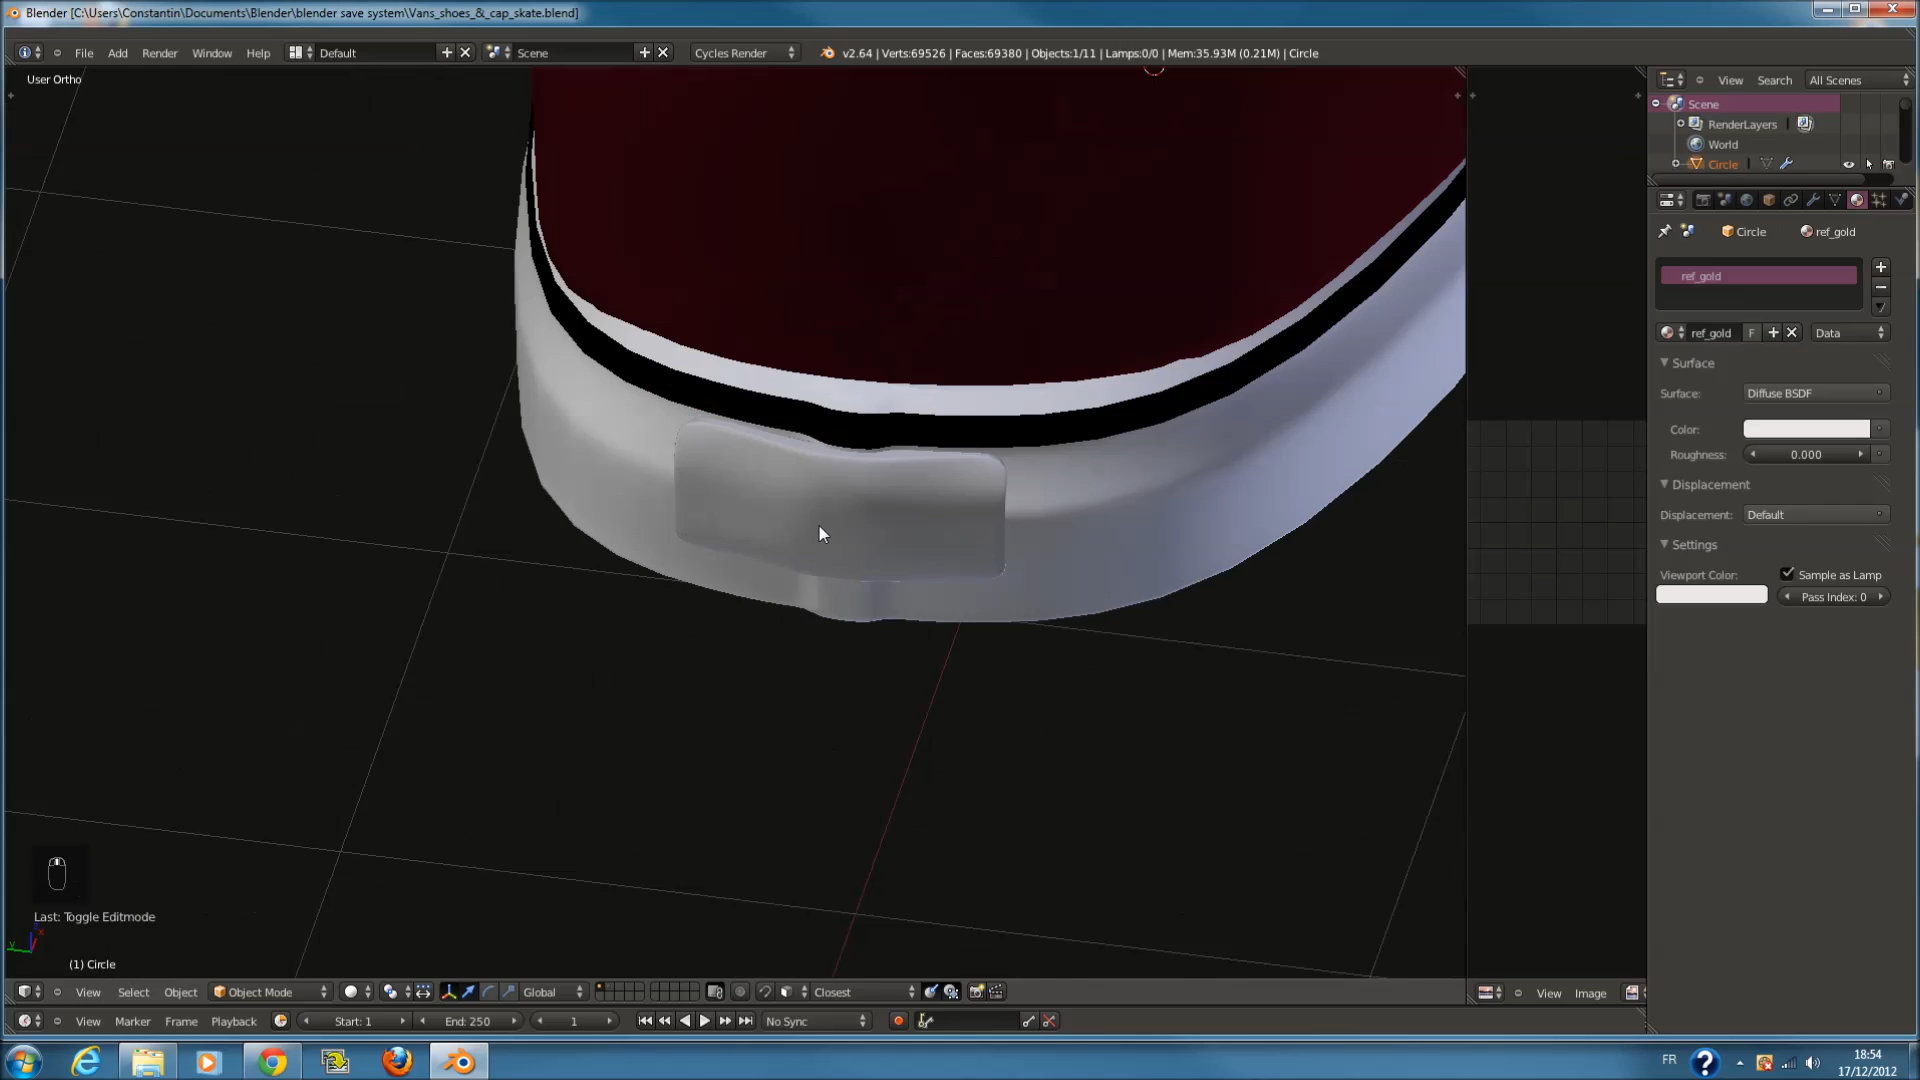 Blender [C:\Users\Constantin\Documents\Blender\blender save system\Vans_shoes_&_cap_skate.blend]
File Add Render Window Help Default Scene Cycles Render v2.64 | Verts:69526 | Faces:69380 | Objects:1/11 | Lamps:0/0 | Mem:35.93M (0.21M) | Circle
User Ortho
View Search All Scenes
Scene
RenderLayers
World
Circle
Circle ref_gold
ref_gold
ref_gold F Data
Surface
Surface: Diffuse BSDF
Color:
Roughness: 0.000
Displacement
Displacement: Default
Settings
Viewport Color: Sample as Lamp
Pass Index: 0
Last: Toggle Editmode
(1) Circle
View Select Object Object Mode Global Closest View Image
View Marker Frame Playback Start: 1 End: 250 1 No Sync
FR 18:54
17/12/2012